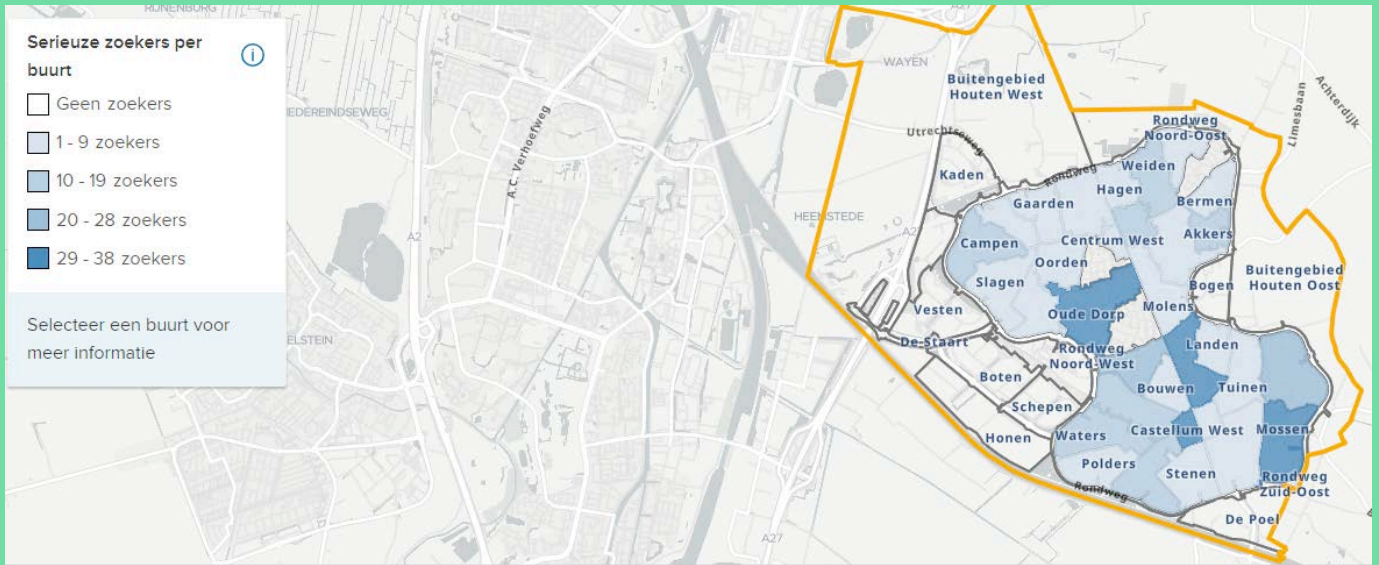 Serieuze zoekers per
buurt
Geen zoekers
1 - 9 zoekers
10 - 19 zoekers
20 - 28 zoekers
29 - 38 zoekers
Selecteer een buurt voor
meer informatie
RIJNENBURG
A27
WAYEN
Buitengebied
Houten West
Limesbaan
Achterdijk
NEDEREINDSEWEG
A.C. Verhoefweg
Utrechtseweg
Rondweg
Noord-Oost
Weiden
Kaden
Rondweg
Hagen
Gaarden
Bermen
HEEMSTEDE
A2
Campen
Centrum West
Akkers
Oorden
Slagen
Bogen
Buitengebied
Houten Oost
Vesten
Oude Dorp
Molens
ELSTEIN
De Staart
Landen
Rondweg
Noord-West
Boten
Bouwen
Tuinen
Schepen
Honen
Waters
Castellum West
Mossen
Polders
Stenen
Rondweg
Rondweg
Zuid-Oost
De Poel
A27